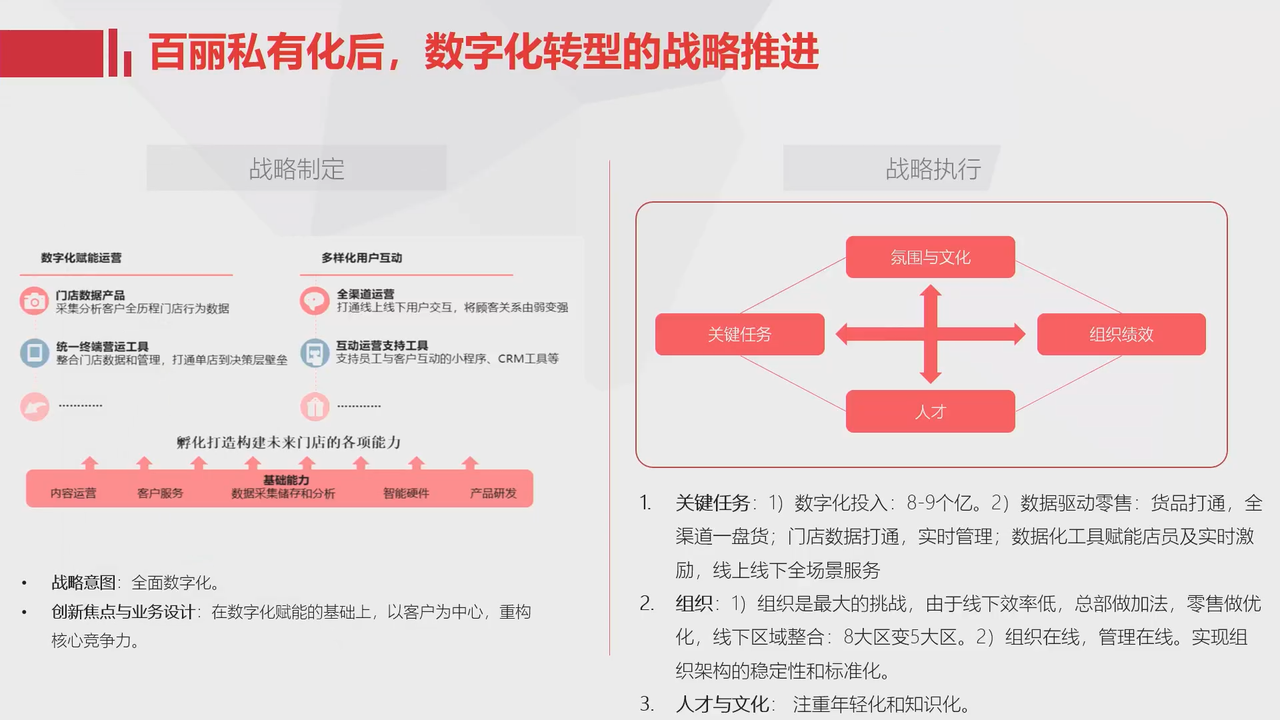 百丽私有化后，数字化转型的战略推进
战略制定
数字化赋能运营
门店数据产品
采集分析客户全历程门店行为数据
统一终端营运工具
整合门店数据和管理，打通单店到决策层壁垒
............
多样化用户互动
全渠道运营
打通线上线下用户交互，将顾客关系由弱变强
互动运营支持工具
支持员工与客户互动的小程序、CRM工具等
............
孵化打造构建未来门店的各项能力
基础能力
内容运营 客户服务 数据采集储存和分析 智能硬件 产品研发
• 战略意图：全面数字化。
• 创新焦点与业务设计：在数字化赋能的基础上，以客户为中心，重构
核心竞争力。
战略执行
氛围与文化
关键任务
组织绩效
人才
1. 关键任务：1）数字化投入：8-9个亿。2）数据驱动零售：货品打通，全
渠道一盘货；门店数据打通，实时管理；数据化工具赋能店员及实时激
励，线上线下全场景服务
2. 组织：1）组织是最大的挑战，由于线下效率低，总部做加法，零售做优
化，线下区域整合：8大区变5大区。2）组织在线，管理在线。实现组
织架构的稳定性和标准化。
3. 人才与文化： 注重年轻化和知识化。